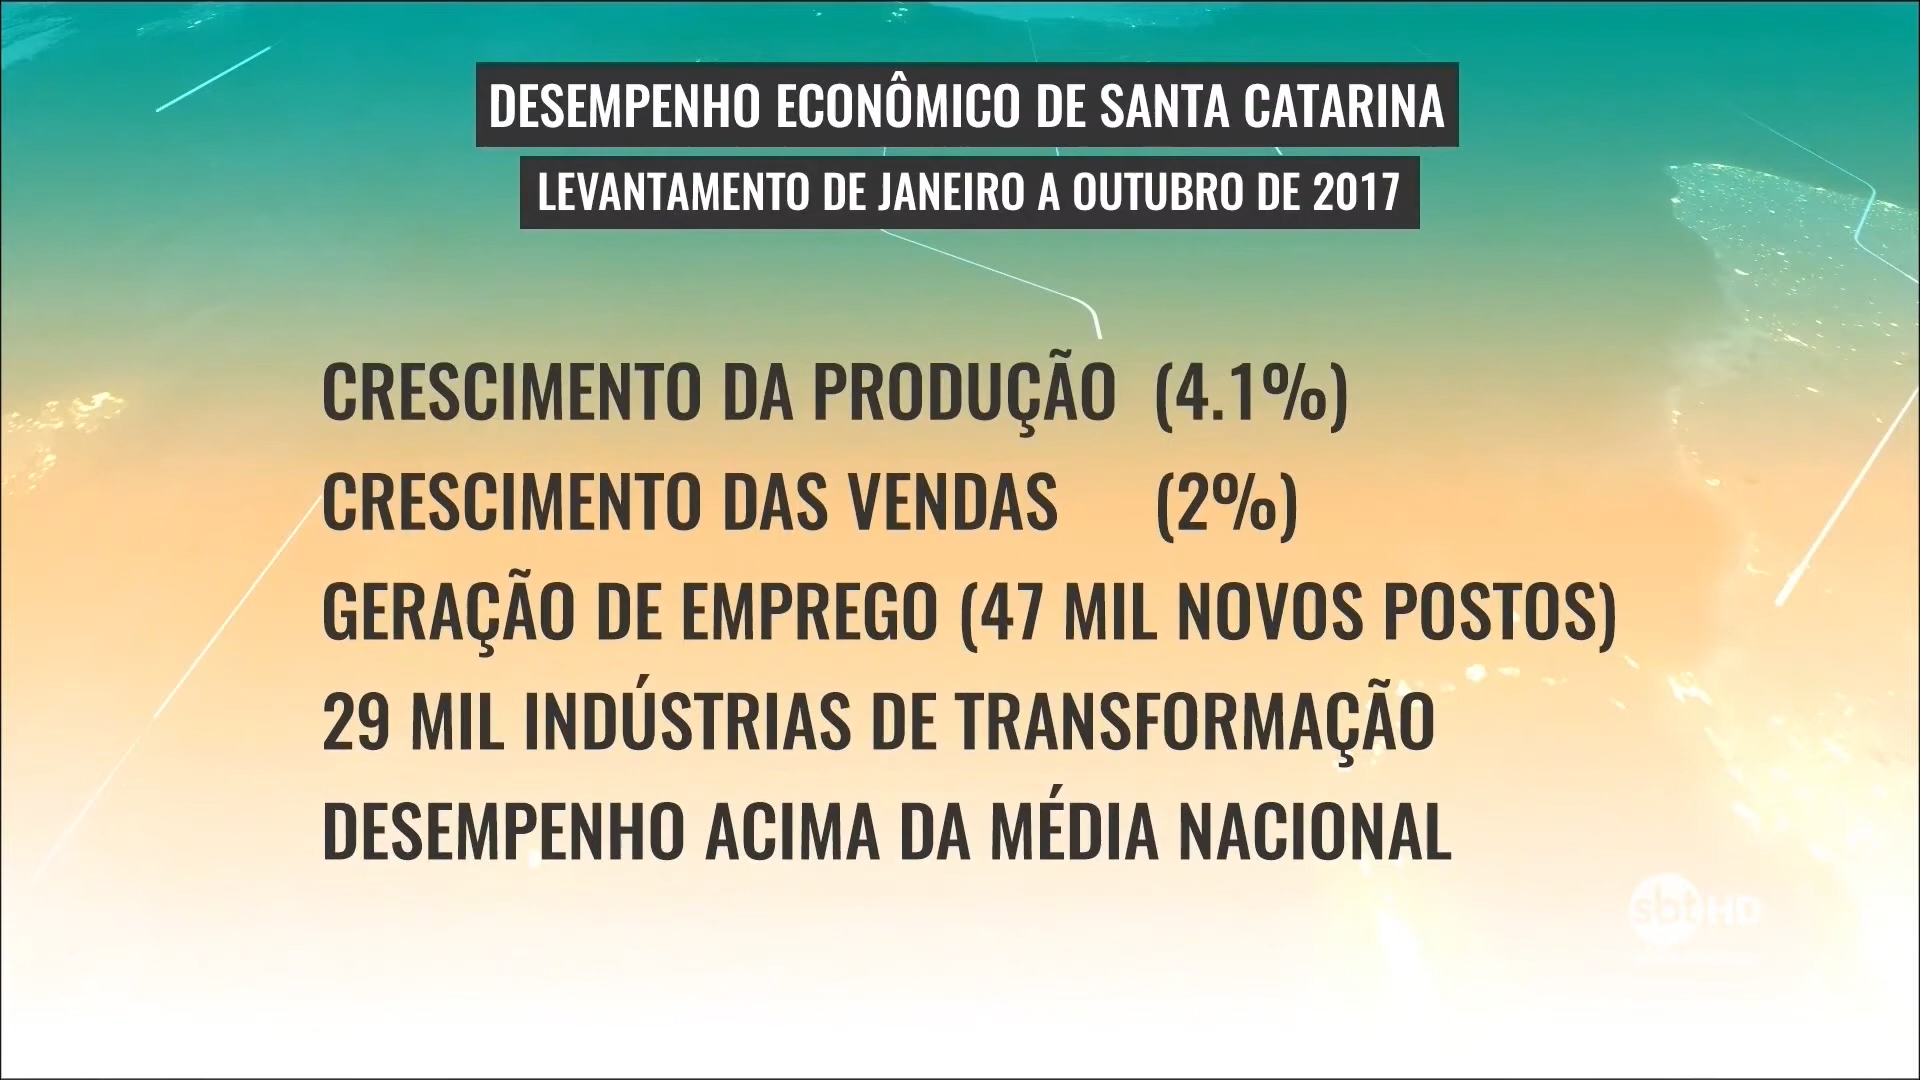 DESEMPENHO ECONÔMICO DE SANTA CATARINA
LEVANTAMENTO DE JANEIRO A OUTUBRO DE 2017
CRESCIMENTO DA PRODUÇÃO (4.1%)
CRESCIMENTO DAS VENDAS (2%)
GERAÇÃO DE EMPREGO (47 MIL NOVOS POSTOS)
29 MIL INDÚSTRIAS DE TRANSFORMAÇÃO
DESEMPENHO ACIMA DA MÉDIA NACIONAL
sbt HD